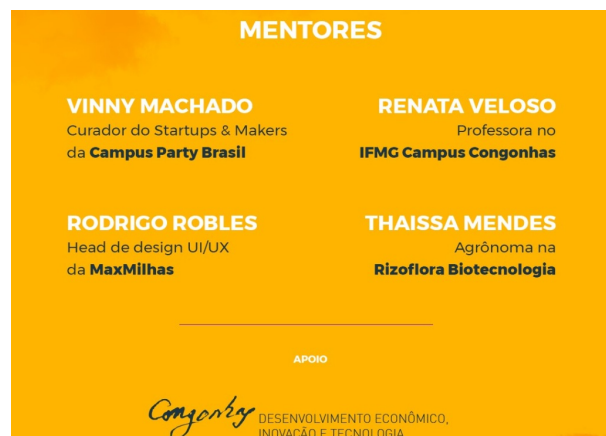 MENTORES
VINNY MACHADO
Curador do Startups & Makers
da Campus Party Brasil
RENATA VELOSO
Professora no
IFMG Campus Congonhas
RODRIGO ROBLES
Head de design UI/UX
da MaxMilhas
THAISSA MENDES
Agrônoma na
Rizoflora Biotecnologia
APOIO
Congonhas
DESENVOLVIMENTO ECONÔMICO,
INOVAÇÃO E TECNOLOGIA